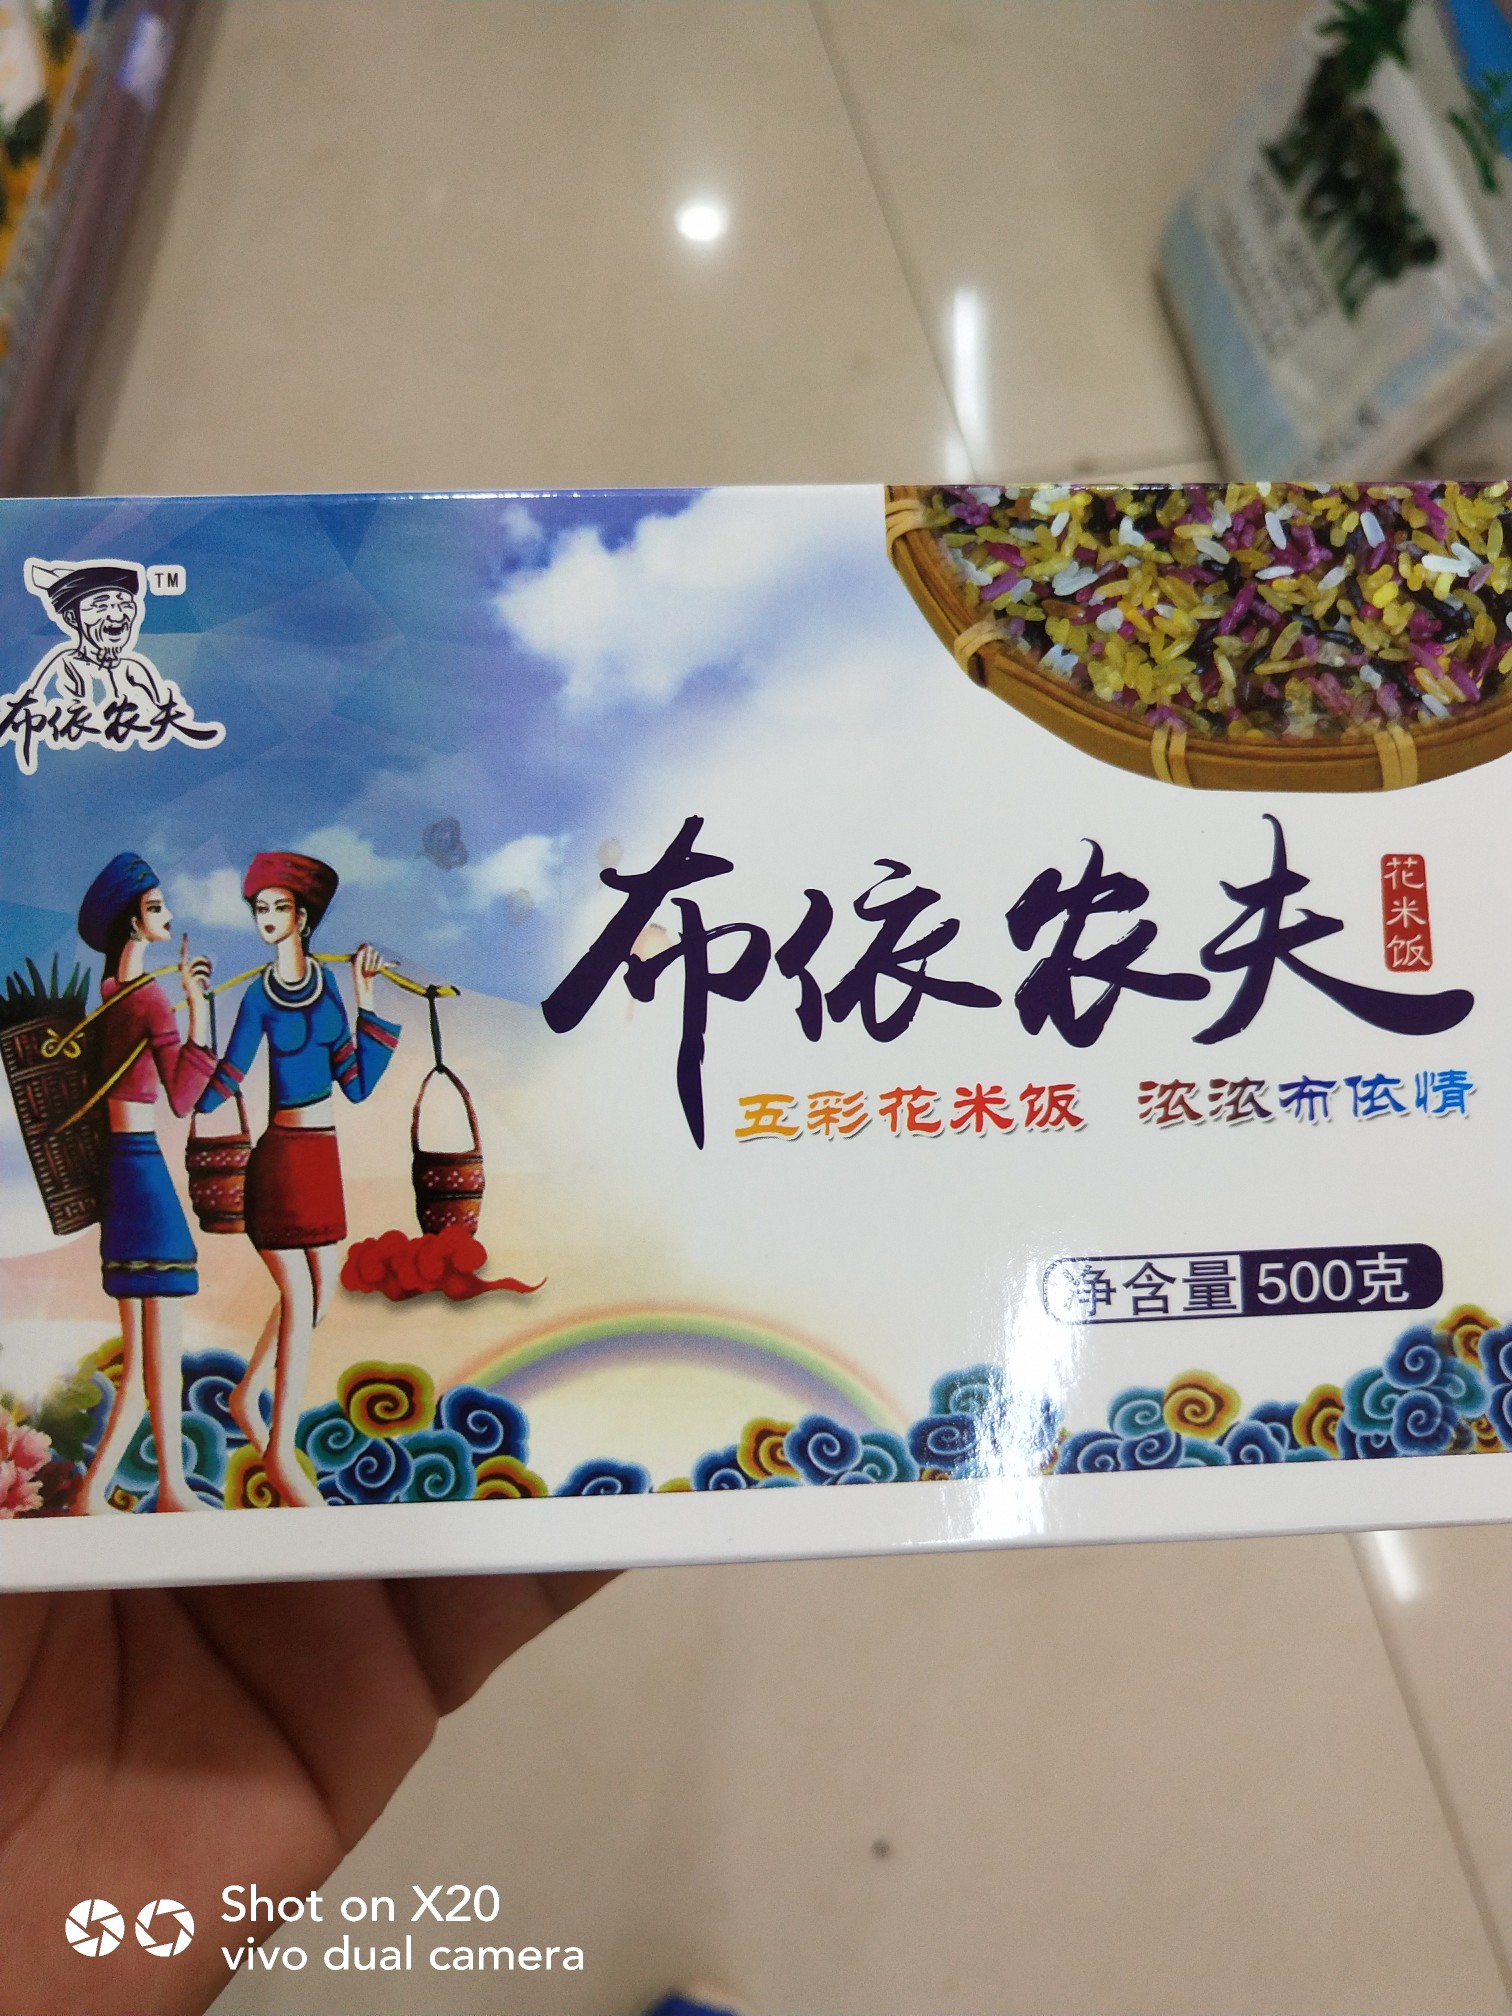 TM
布依农夫
布依农夫
花米饭
五彩花米饭 浓浓布依情
净含量 500克
Shot on X20
vivo dual camera